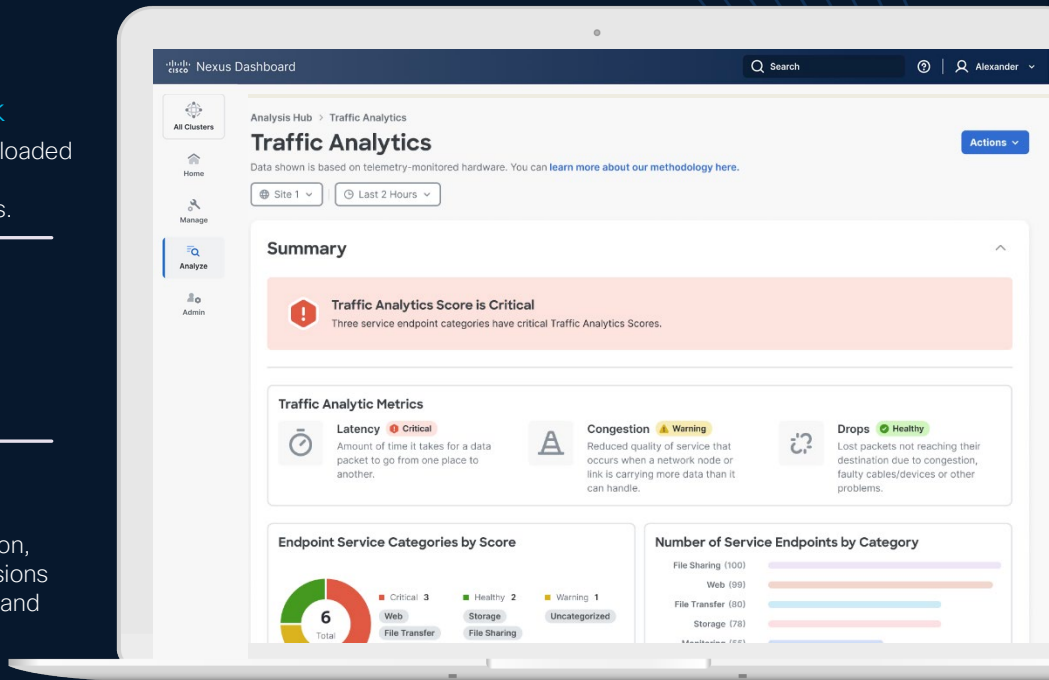 loaded
s.
on,
sions
and
cisco Nexus Dashboard
Search
Alexander
All Clusters
Home
Manage
Analyze
Admin
Analysis Hub > Traffic Analytics
Traffic Analytics
Actions
Data shown is based on telemetry-monitored hardware. You can learn more about our methodology here.
Site 1
Last 2 Hours
Summary
Traffic Analytics Score is Critical
Three service endpoint categories have critical Traffic Analytics Scores.
Traffic Analytic Metrics
Latency Critical
Amount of time it takes for a data
packet to go from one place to
another.
Congestion Warning
Reduced quality of service that
occurs when a network node or
link is carrying more data than it
can handle.
Drops Healthy
Lost packets not reaching their
destination due to congestion,
faulty cables/devices or other
problems.
Endpoint Service Categories by Score
6
Total
Critical 3
Web
File Transfer
Healthy 2
Storage
File Sharing
Warning 1
Uncategorized
Number of Service Endpoints by Category
File Sharing (100)
Web (99)
File Transfer (80)
Storage (78)